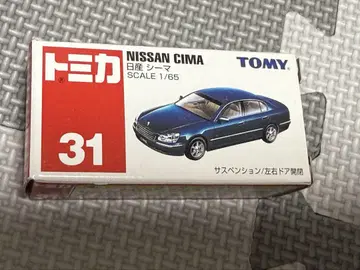 トミカ
NISSAN CIMA
日産 シーマ
SCALE 1/65
TOMY
31
サスペンション/左右ドア開閉